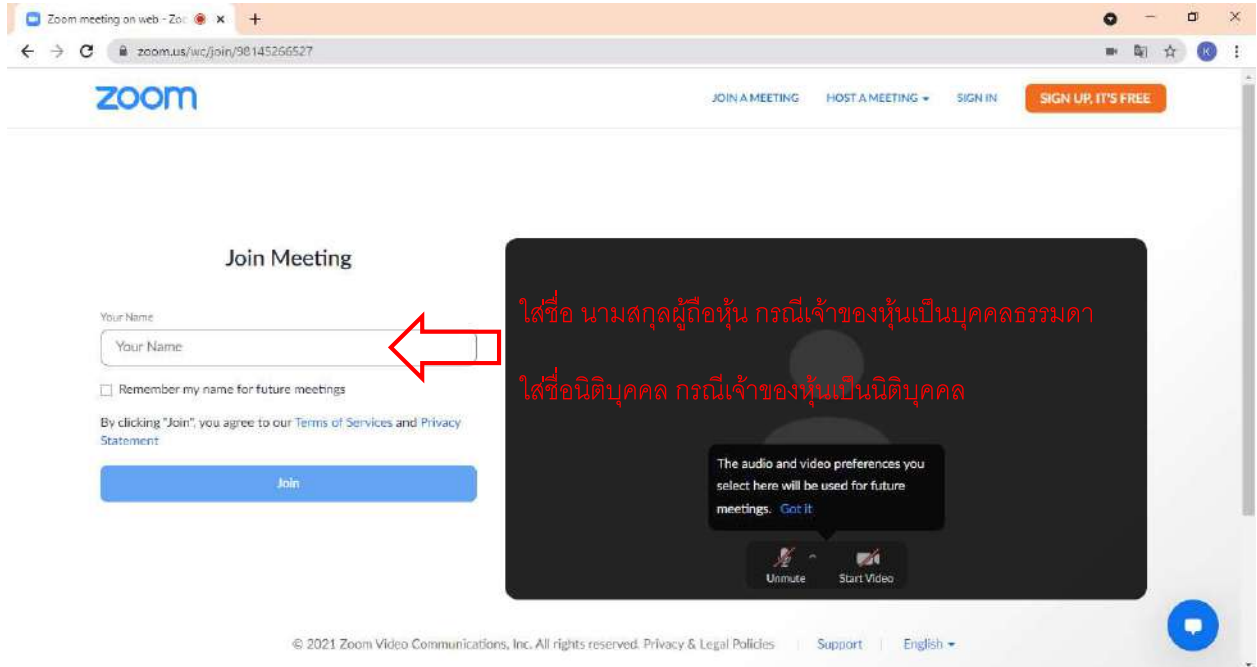 Zoom meeting on web - Zoo
zoom.us/wc/join/98145266527
K
zoom
JOIN A MEETING
HOST A MEETING
SIGN IN
SIGN UP, IT'S FREE
Join Meeting
Your Name
Your Name
Remember my name for future meetings
By clicking "Join", you agree to our Terms of Services and Privacy
Statement
Join
ใส่ชื่อ นามสกุลผู้ถือหุ้น กรณีเจ้าของหุ้นเป็นบุคคลธรรมดา
ใส่ชื่อนิติบุคคล กรณีเจ้าของหุ้นเป็นนิติบุคคล
The audio and video preferences you
select here will be used for future
meetings. Got it
Unmute
Start Video
© 2021 Zoom Video Communications, Inc. All rights reserved. Privacy & Legal Policies
Support
English